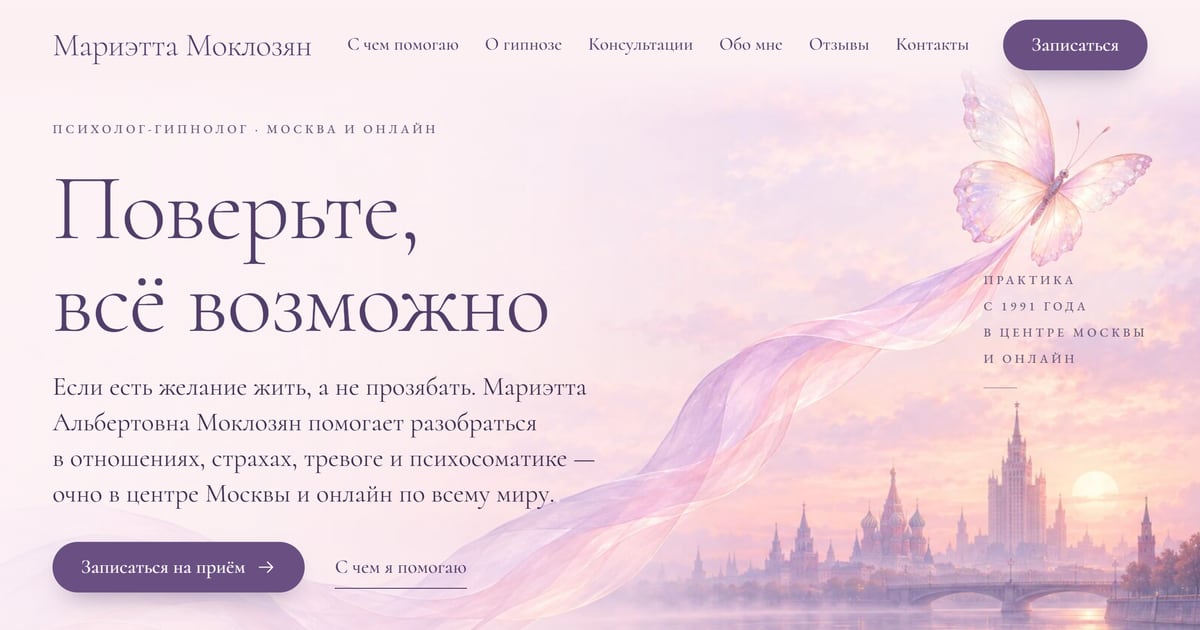 Мариэтта Моклозян
С чем помогаю
О гипнозе
Консультации
Обо мне
Отзывы
Контакты
Записаться
ПСИХОЛОГ-ГИПНОЛОГ · МОСКВА И ОНЛАЙН
Поверьте,
всё возможно
Если есть желание жить, а не прозябать. Мариэтта
Альбертовна Моклозян помогает разобраться
в отношениях, страхах, тревоге и психосоматике —
очно в центре Москвы и онлайн по всему миру.
Записаться на приём →
С чем я помогаю
ПРАКТИКА
С 1991 ГОДА
В ЦЕНТРЕ МОСКВЫ
И ОНЛАЙН